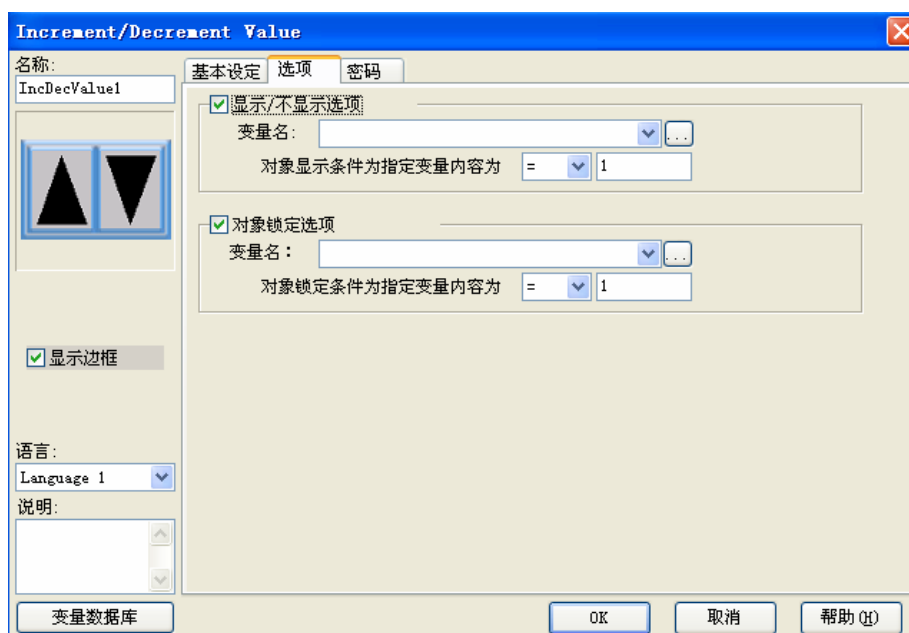 Increment/Decrement Value
名称:
IncDecValue1
基本设定
选项
密码
显示/不显示选项
变量名:
...
对象显示条件为指定变量内容为
=
1
对象锁定选项
变量名：
...
对象锁定条件为指定变量内容为
=
1
显示边框
语言:
Language 1
说明:
变量数据库
OK
取消
帮助(H)